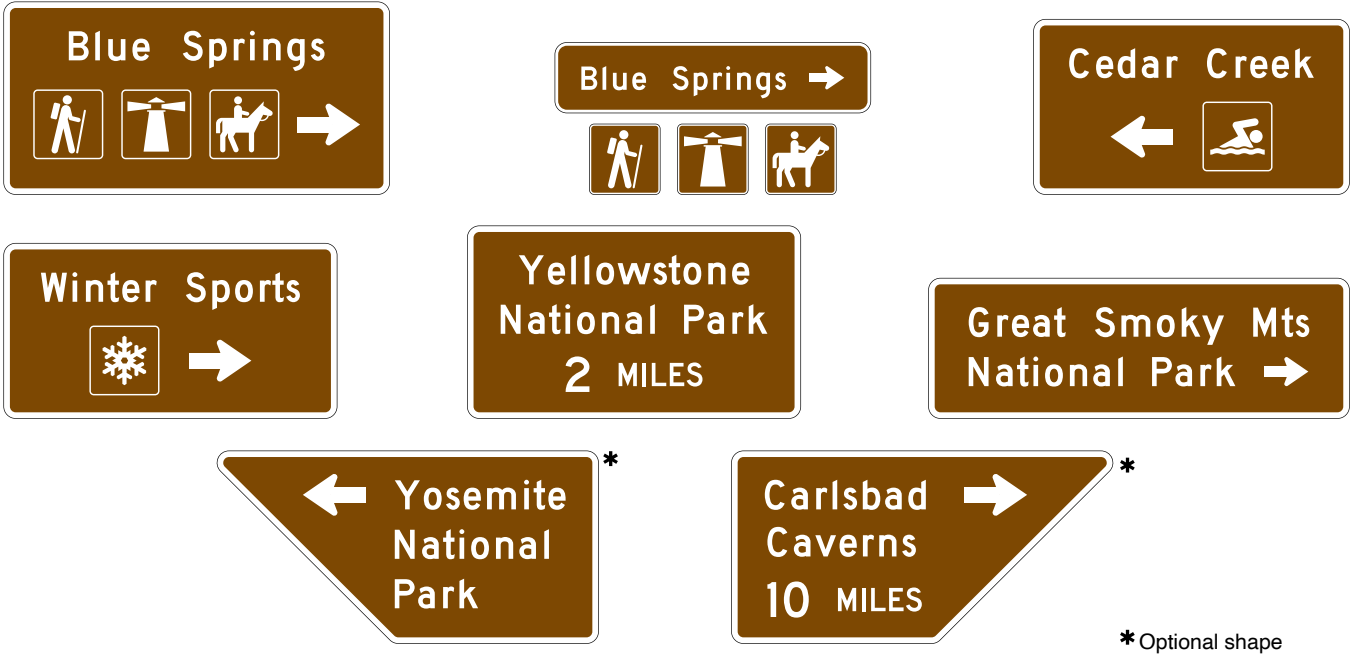 Blue Springs
Blue Springs
Cedar Creek
Winter Sports
Yellowstone
National Park
2 MILES
Great Smoky Mts
National Park
Yosemite
National
Park
*
Carlsbad
Caverns
10 MILES
*
* Optional shape